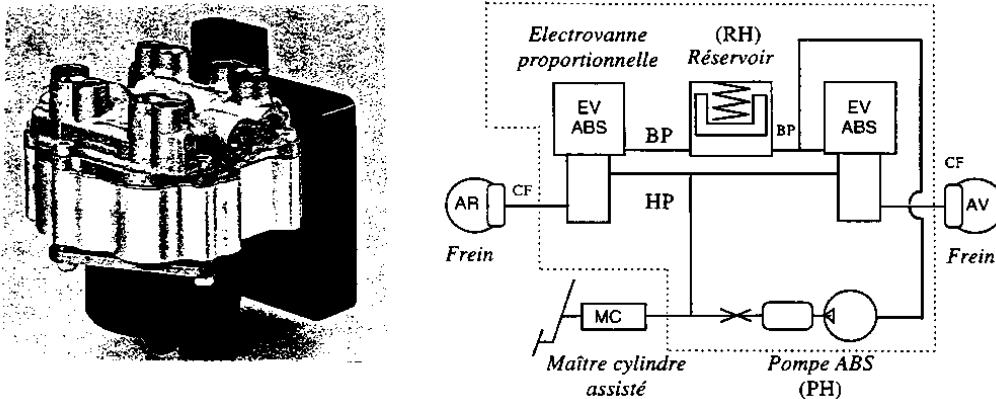 Electrovanne
proportionnelle
(RH)
Réservoir
EV
ABS
BP
BP
EV
ABS
CF
CF
AR
HP
AV
Frein
Frein
MC
Maître cylindre
assisté
Pompe ABS
(PH)